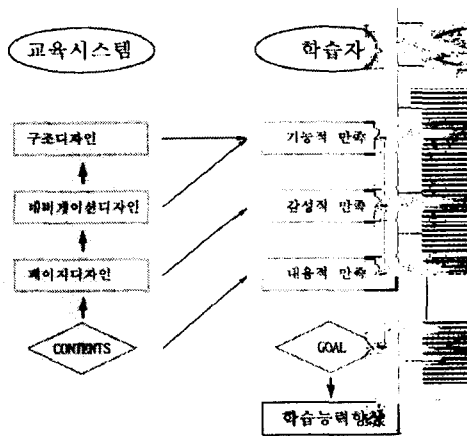 교육시스템
학습자
구조디자인
기능적 만족
네비게이션디자인
감성적 만족
페이지디자인
내용적 만족
CONTENTS
GOAL
학습능력향상